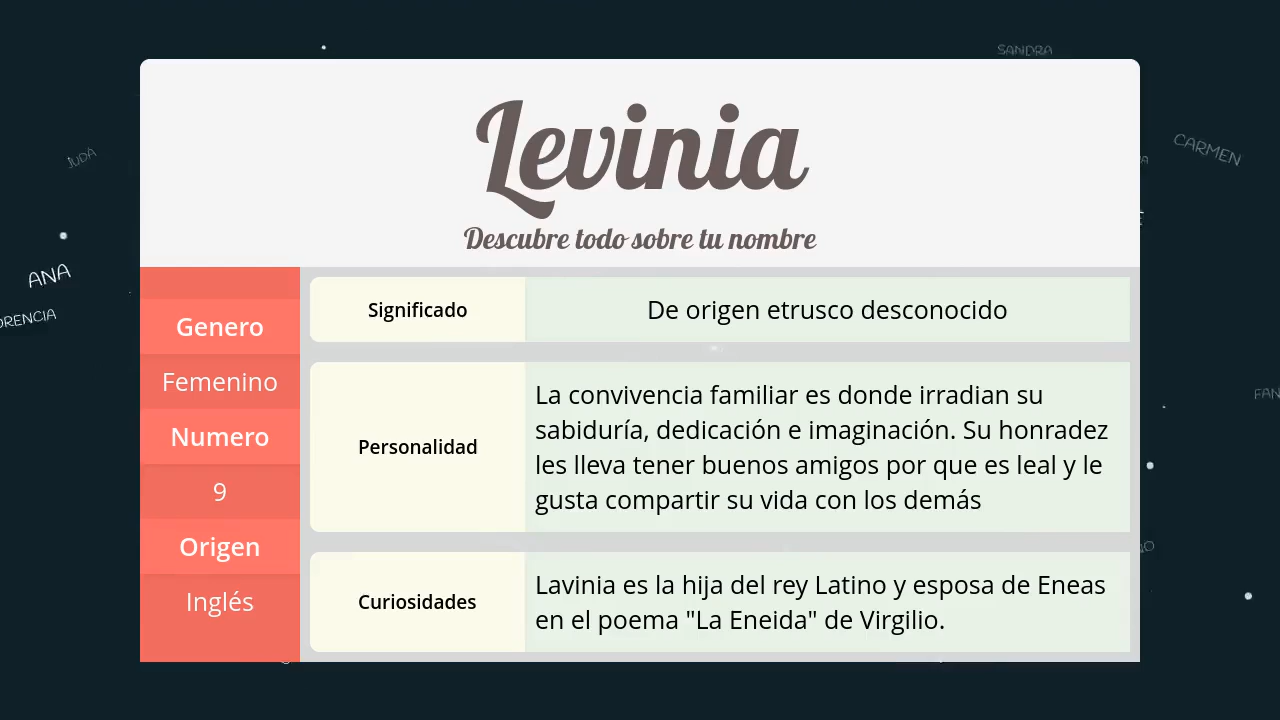 SANDRA
JUDA
CARMEN
ANA
Levinia
Descubre todo sobre tu nombre
Genero
Femenino
Numero
9
Origen
Inglés
Significado
De origen etrusco desconocido
Personalidad
La convivencia familiar es donde irradian su
sabiduría, dedicación e imaginación. Su honradez
les lleva tener buenos amigos por que es leal y le
gusta compartir su vida con los demás
Curiosidades
Lavinia es la hija del rey Latino y esposa de Eneas
en el poema "La Eneida" de Virgilio.